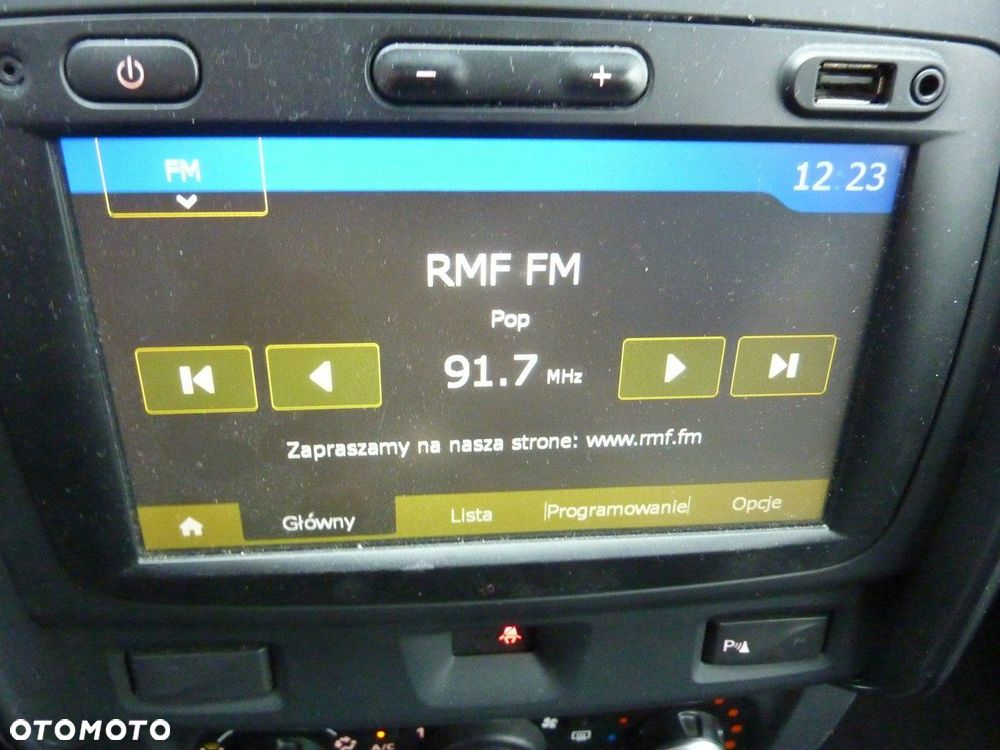 FM
12:23
RMF FM
Pop
91.7 MHz
Zapraszamy na nasza strone: www.rmf.fm
Główny Lista Programowanie Opcje
P
A/C
OTOMOTO